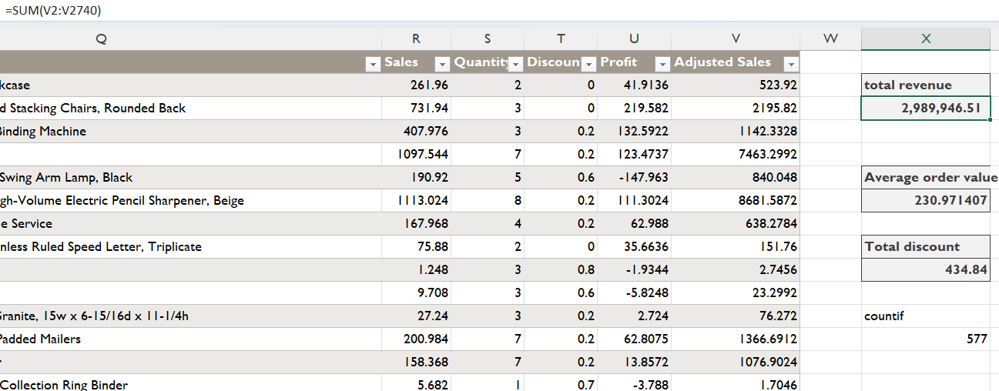 =SUM(V2:V2740)
Q R S T U V W X
Sales Quantity Discoun Profit Adjusted Sales
kcase 261.96 2 0 41.9136 523.92 total revenue
d Stacking Chairs, Rounded Back 731.94 3 0 219.582 2195.82 2,989,946.51
Binding Machine 407.976 3 0.2 132.5922 1142.3328
1097.544 7 0.2 123.4737 7463.2992
Swing Arm Lamp, Black 190.92 5 0.6 -147.963 840.048 Average order value
gh-Volume Electric Pencil Sharpener, Beige 1113.024 8 0.2 111.3024 8681.5872 230.971407
e Service 167.968 4 0.2 62.988 638.2784
nless Ruled Speed Letter, Triplicate 75.88 2 0 35.6636 151.76 Total discount
1.248 3 0.8 -1.9344 2.7456 434.84
9.708 3 0.6 -5.8248 23.2992
Granite, 15w x 6-15/16d x 11-1/4h 27.24 3 0.2 2.724 76.272 countif
Padded Mailers 200.984 7 0.2 62.8075 1366.6912 577
158.368 7 0.2 13.8572 1076.9024
Collection Ring Binder 5.682 1 0.7 -3.788 1.7046